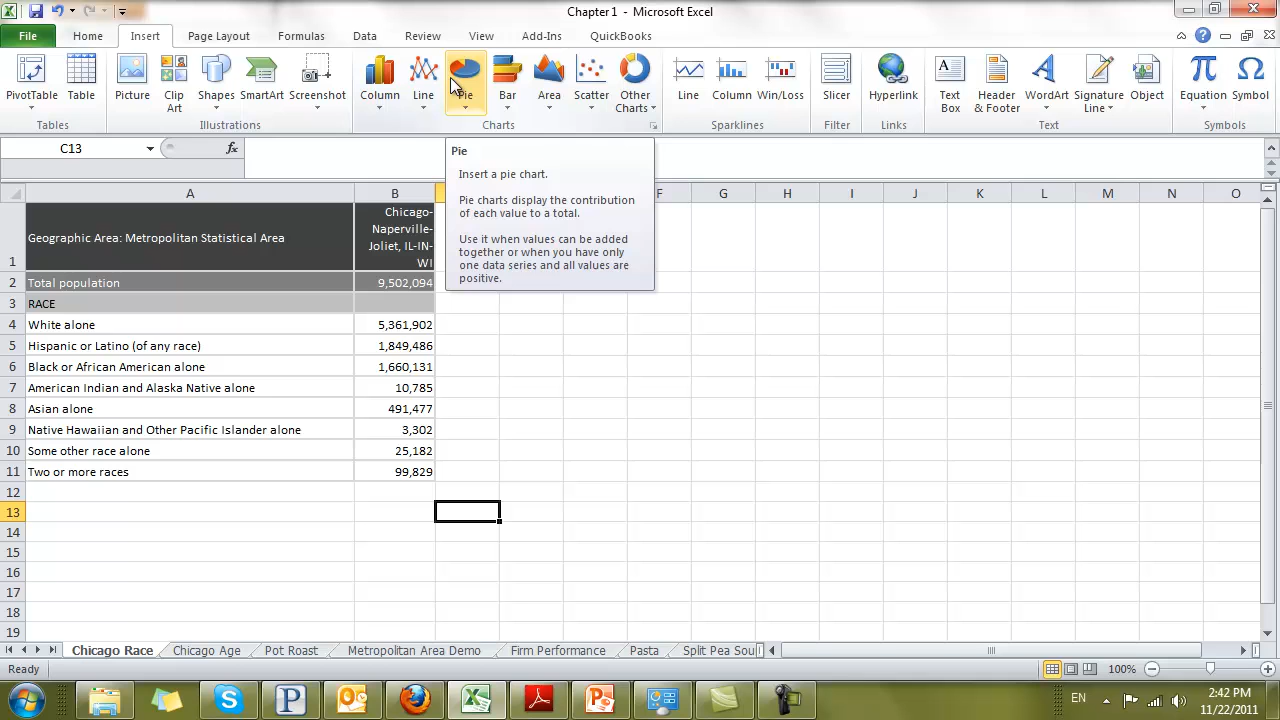 Chapter1 - Microsoft Excel
File Home Insert Page Layout Formulas Data Review View Add-Ins QuickBooks
PivotTable Table Picture Clip Art Shapes SmartArt Screenshot Column Line Pie Bar Area Scatter Other Charts Line Column Win/Loss Slicer Hyperlink Text Box Header & Footer WordArt Signature Line Object Equation Symbol
Tables Illustrations Charts Sparklines Filter Links Text Symbols
C13 fx
Pie
Insert a pie chart.
Pie charts display the contribution
of each value to a total.
Use it when values can be added
together or when you have only
one data series and all values are
positive.
A B F G H I J K L M N O
1 Geographic Area: Metropolitan Statistical Area
Chicago-
Naperville-
Joliet, IL-IN-
WI
2 Total population 9,502,094
3 RACE
4 White alone 5,361,902
5 Hispanic or Latino (of any race) 1,849,486
6 Black or African American alone 1,660,131
7 American Indian and Alaska Native alone 10,785
8 Asian alone 491,477
9 Native Hawaiian and Other Pacific Islander alone 3,302
10 Some other race alone 25,182
11 Two or more races 99,829
12
13
14
15
16
17
18
19
Chicago Race Chicago Age Pot Roast Metropolitan Area Demo Firm Performance Pasta Split Pea Sou
Ready 100%
EN 2:42 PM
11/22/2011